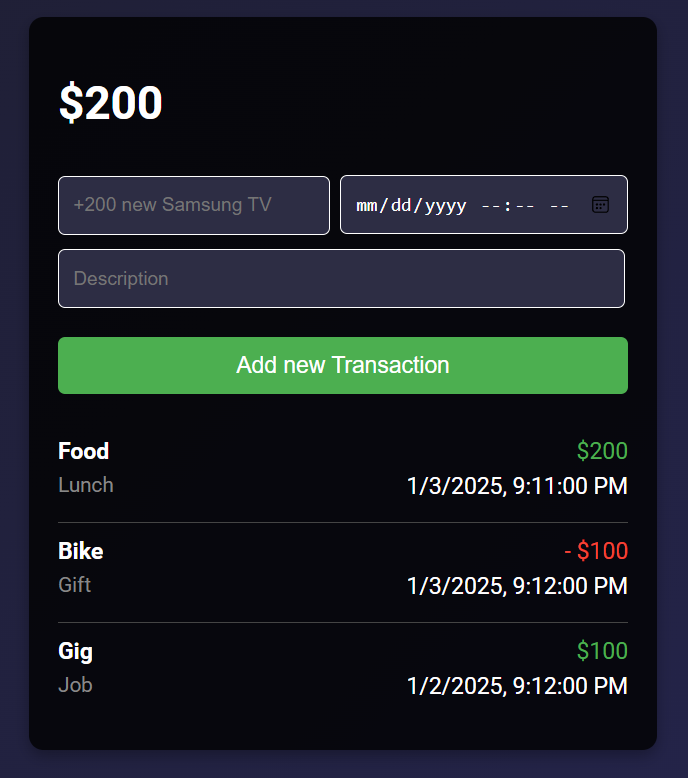 $200
+200 new Samsung TV mm/dd/yyyy --:-- --
Description
Add new Transaction
Food $200
Lunch 1/3/2025, 9:11:00 PM
Bike - $100
Gift 1/3/2025, 9:12:00 PM
Gig $100
Job 1/2/2025, 9:12:00 PM